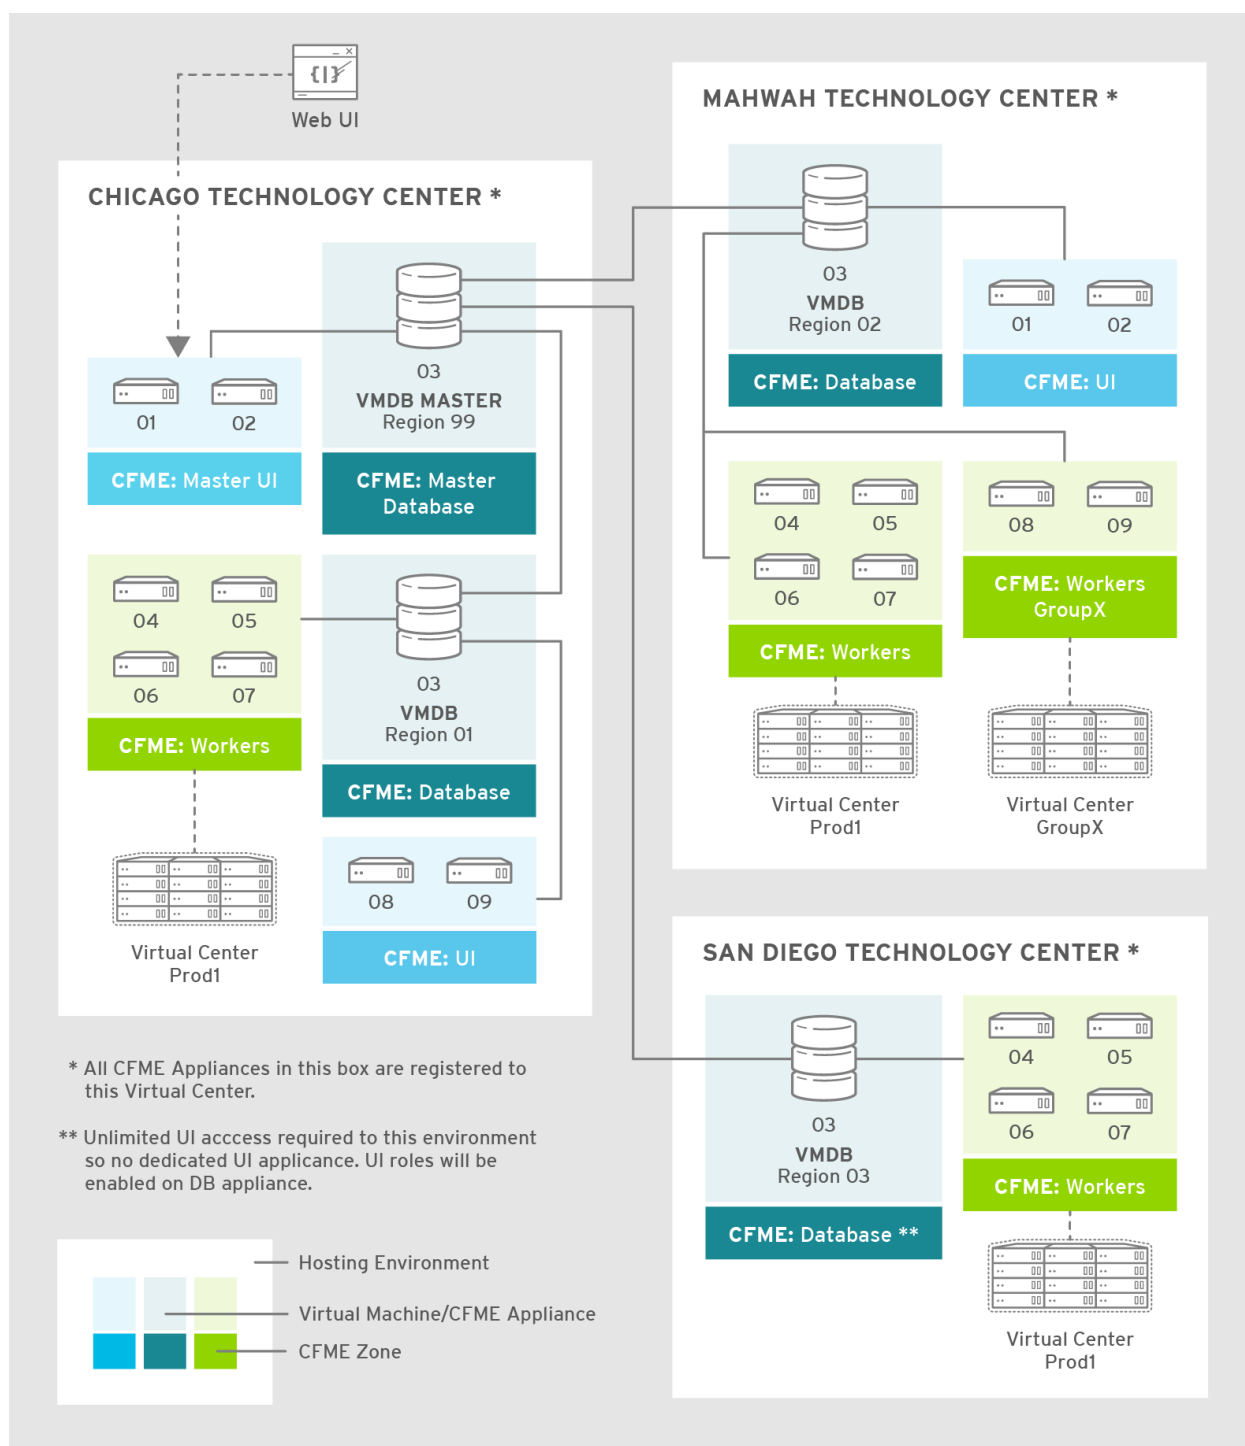 {|}
Web UI
CHICAGO TECHNOLOGY CENTER *
03
VMDB MASTER
Region 99
CFME: Master
Database
01 02
CFME: Master UI
04 05
06 07
CFME: Workers
Virtual Center
Prod1
03
VMDB
Region 01
CFME: Database
08 09
CFME: UI
MAHWAH TECHNOLOGY CENTER *
03
VMDB
Region 02
CFME: Database
01 02
CFME: UI
04 05
06 07
CFME: Workers
Virtual Center
Prod1
08 09
CFME: Workers
GroupX
Virtual Center
GroupX
SAN DIEGO TECHNOLOGY CENTER *
03
VMDB
Region 03
CFME: Database **
04 05
06 07
CFME: Workers
Virtual Center
Prod1
* All CFME Appliances in this box are registered to
this Virtual Center.
** Unlimited UI acccess required to this environment
so no dedicated UI applicance. UI roles will be
enabled on DB appliance.
Hosting Environment
Virtual Machine/CFME Appliance
CFME Zone